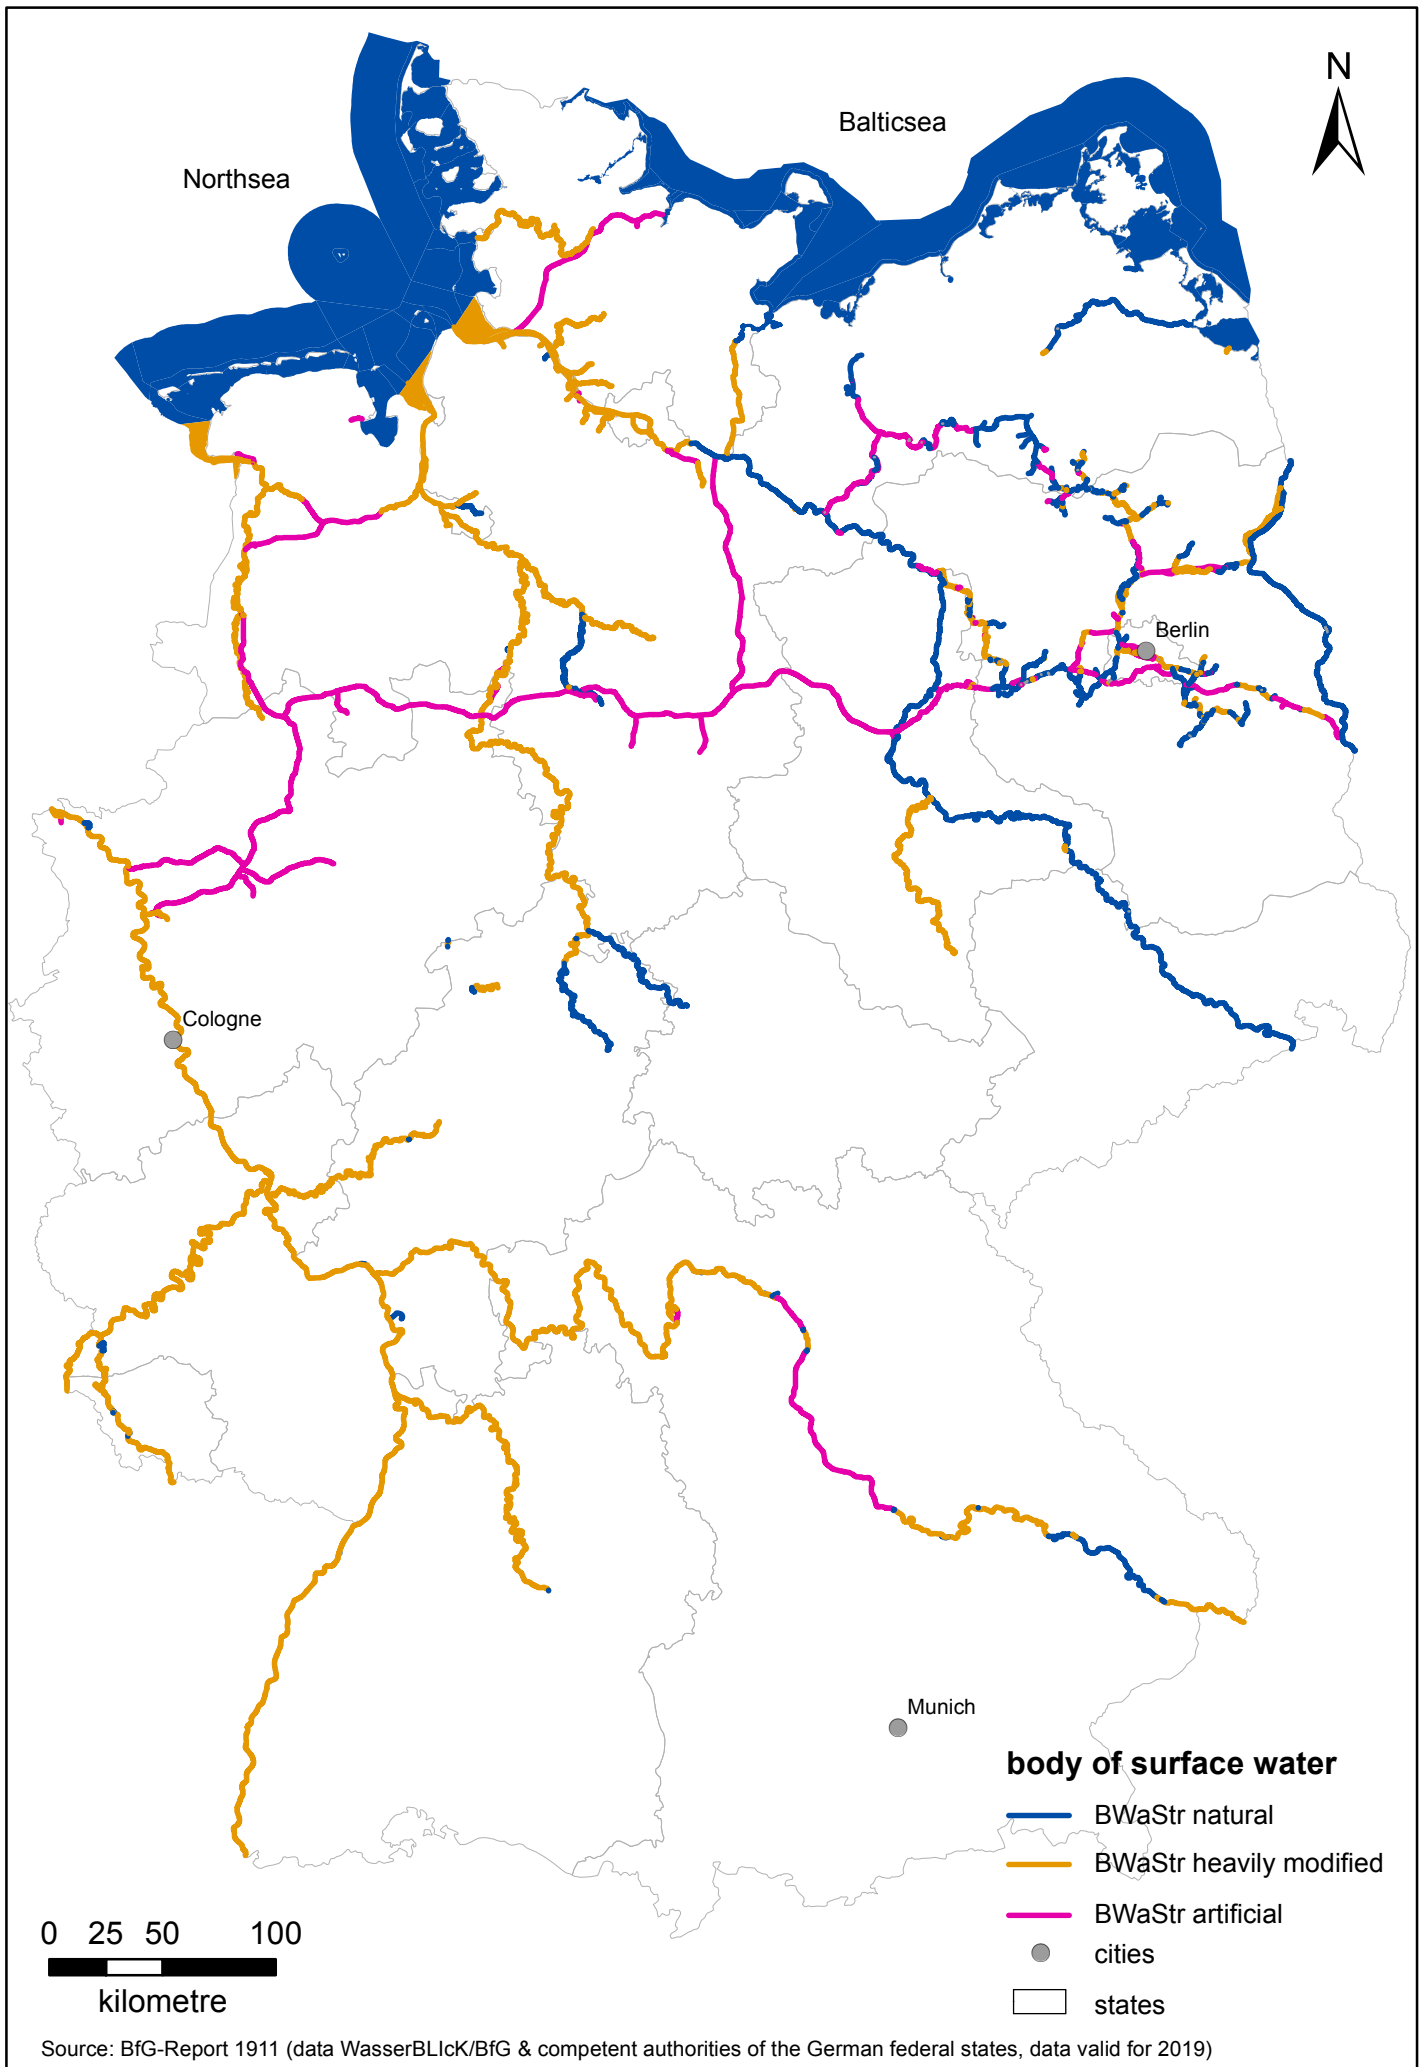 N
Balticsea
Northsea
Berlin
Cologne
Munich
body of surface water
BWaStr natural
BWaStr heavily modified
BWaStr artificial
cities
states
0 25 50 100
kilometre
Source: BfG-Report 1911 (data WasserBLIcK/BfG & competent authorities of the German federal states, data valid for 2019)